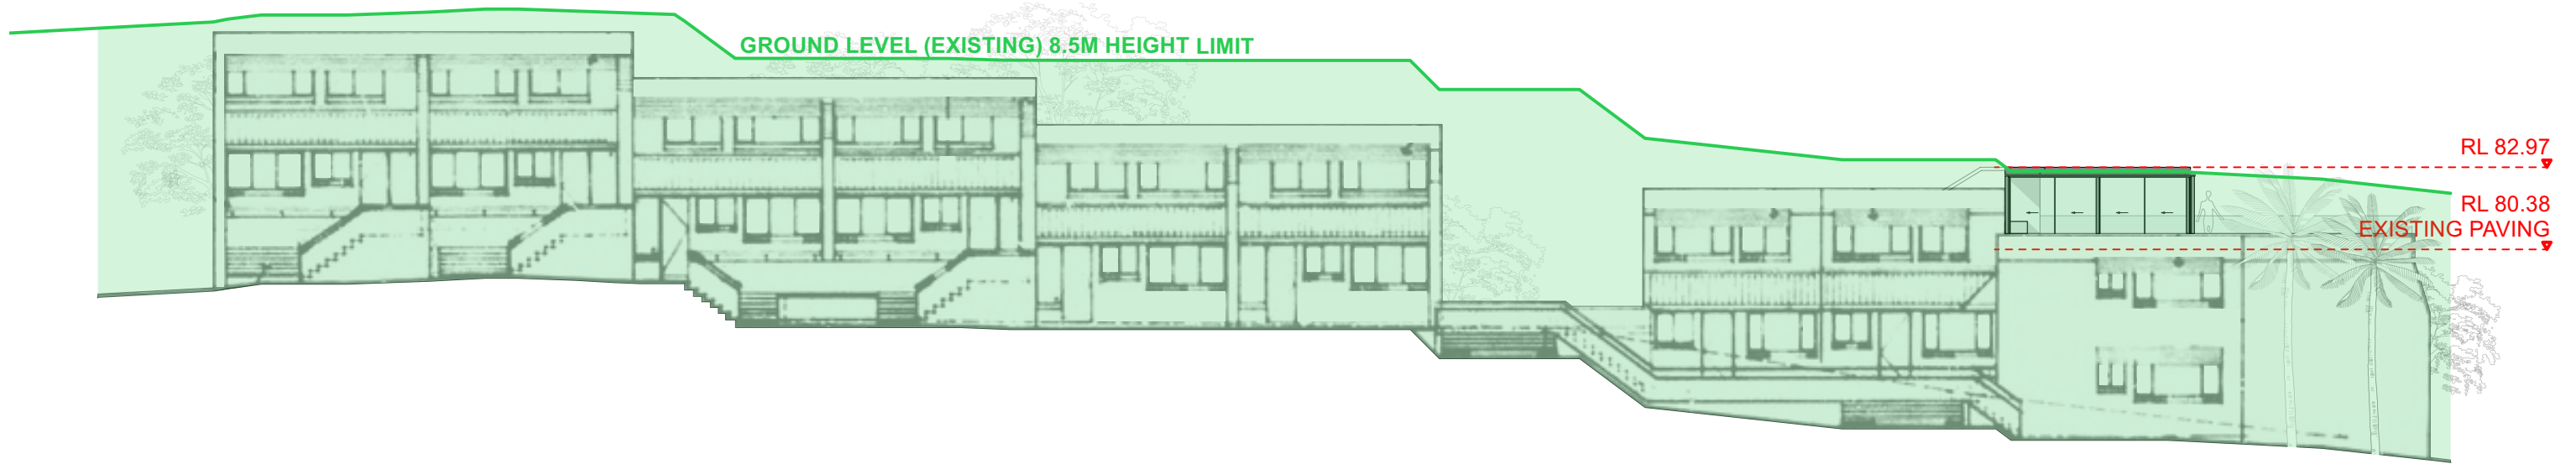 GROUND LEVEL (EXISTING) 8.5M HEIGHT LIMIT
RL 82.97
RL 80.38
EXISTING PAVING